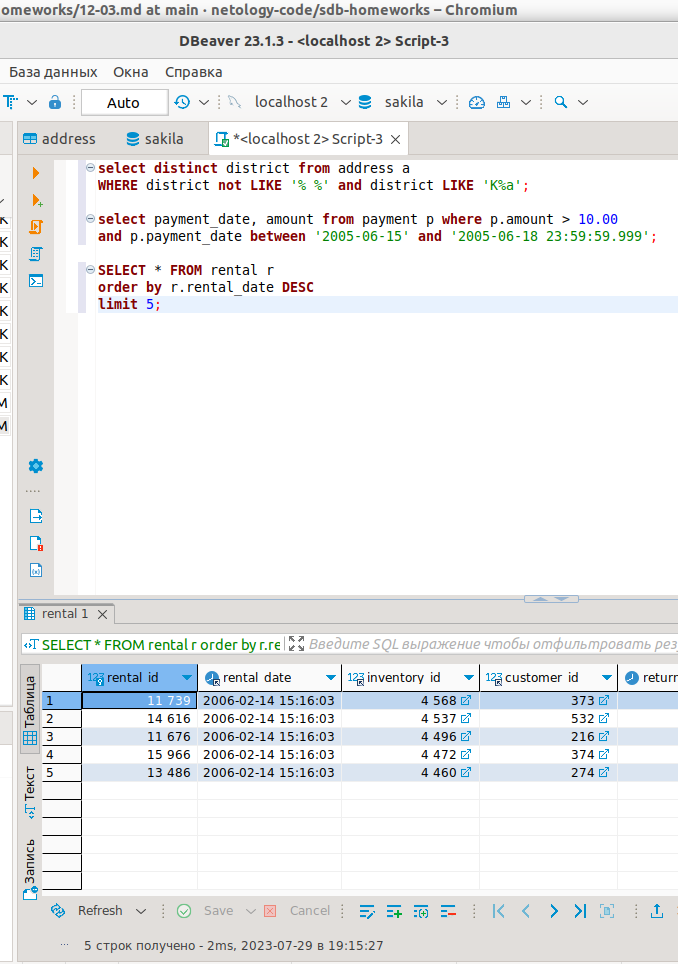 omeworks/12-03.md at main · netology-code/sdb-homeworks – Chromium
DBeaver 23.1.3 - <localhost 2> Script-3
База данных Окна Справка
Auto localhost 2 sakila
address sakila *<localhost 2> Script-3
select distinct district from address a
WHERE district not LIKE '% %' and district LIKE 'K%a';
select payment_date, amount from payment p where p.amount > 10.00
and p.payment_date between '2005-06-15' and '2005-06-18 23:59:59.999';
SELECT * FROM rental r
order by r.rental_date DESC
limit 5;
K
K
K
K
K
K
K
K
M
M
rental 1
SELECT * FROM rental r order by r.re Введите SQL выражение чтобы отфильтровать рез
Таблица
Текст
Запись
123 rental_id rental_date 123 inventory_id 123 customer_id return
1 11 739 2006-02-14 15:16:03 4 568 373
2 14 616 2006-02-14 15:16:03 4 537 532
3 11 676 2006-02-14 15:16:03 4 496 216
4 15 966 2006-02-14 15:16:03 4 472 374
5 13 486 2006-02-14 15:16:03 4 460 274
Refresh Save Cancel
5 строк получено - 2ms, 2023-07-29 в 19:15:27